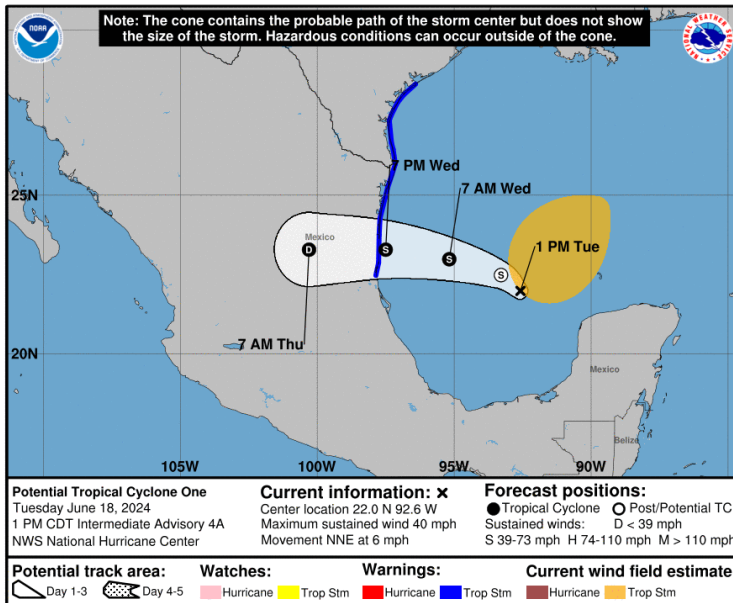 Note: The cone contains the probable path of the storm center but does not show
the size of the storm. Hazardous conditions can occur outside of the cone.
NOAA
NATIONAL WEATHER SERVICE
7 PM Wed
25N
7 AM Wed
Mexico
S
D
S
S
1 PM Tue
7 AM Thu
20N
Mexico
Belize
105W
100W
95W
90W
Potential Tropical Cyclone One
Tuesday June 18, 2024
1 PM CDT Intermediate Advisory 4A
NWS National Hurricane Center
Current information: x
Center location 22.0 N 92.6 W
Maximum sustained wind 40 mph
Movement NNE at 6 mph
Forecast positions:
Tropical Cyclone Post/Potential TC
Sustained winds: D < 39 mph
S 39-73 mph H 74-110 mph M > 110 mph
Potential track area:
Day 1-3 Day 4-5
Watches:
Hurricane Trop Stm
Warnings:
Hurricane Trop Stm
Current wind field estimate
Hurricane Trop Stm